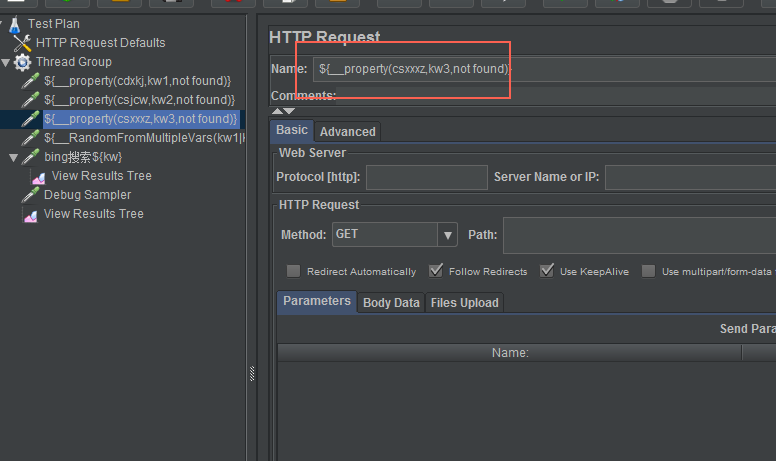 Test Plan
HTTP Request Defaults
Thread Group
${__property(cdxkj,kw1,not found)}
${__property(csjcw,kw2,not found)}
${__property(csxxxz,kw3,not found)}
${__RandomFromMultipleVars(kw1|
bing搜索${kw}
View Results Tree
Debug Sampler
View Results Tree
HTTP Request
Name: ${__property(csxxxz,kw3,not found)}
Comments:
Basic Advanced
Web Server
Protocol [http]: Server Name or IP:
HTTP Request
Method: GET Path:
Redirect Automatically Follow Redirects Use KeepAlive Use multipart/form-data
Parameters Body Data Files Upload
Send Para
Name: